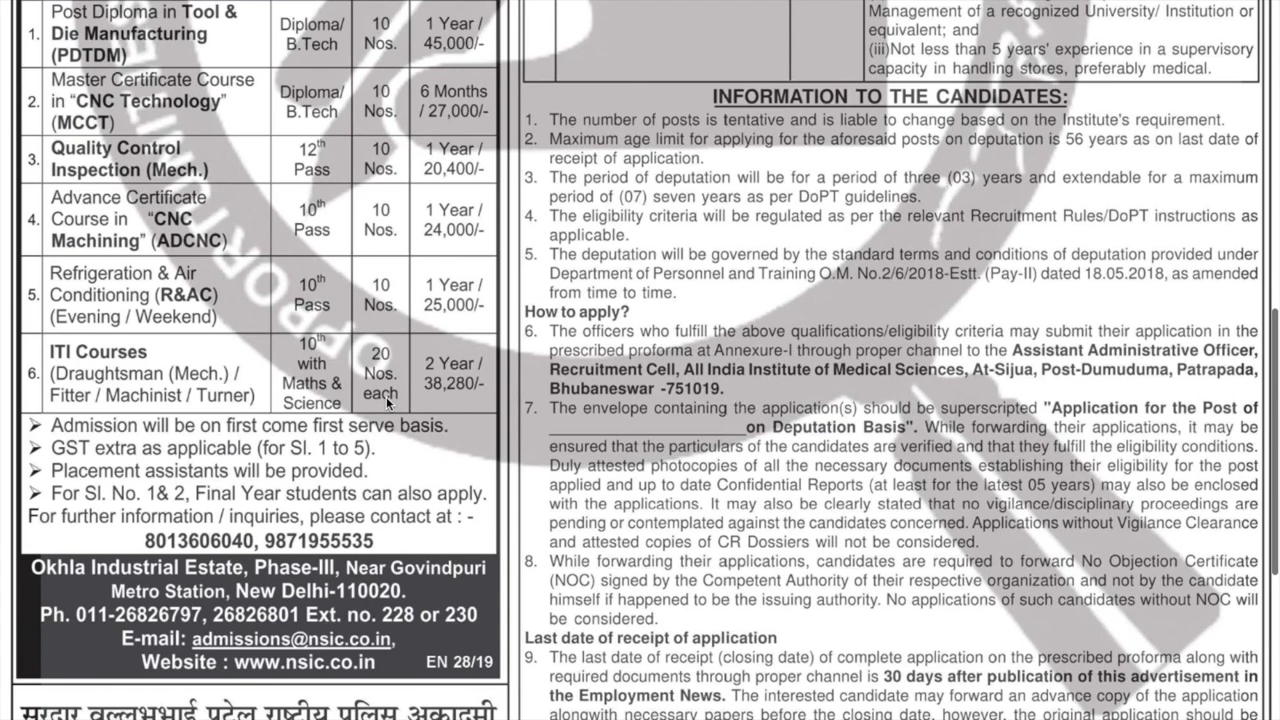 1. Post Diploma in Tool & Die Manufacturing (PDTDM) Diploma/ B.Tech 10 Nos. 1 Year / 45,000/-
2. Master Certificate Course in “CNC Technology” (MCCT) Diploma/ B.Tech 10 Nos. 6 Months / 27,000/-
3. Quality Control Inspection (Mech.) 12th Pass 10 Nos. 1 Year / 20,400/-
4. Advance Certificate Course in “CNC Machining” (ADCNC) 10th Pass 10 Nos. 1 Year / 24,000/-
5. Refrigeration & Air Conditioning (R&AC) (Evening / Weekend) 10th Pass 10 Nos. 1 Year / 25,000/-
6. ITI Courses (Draughtsman (Mech.) / Fitter / Machinist / Turner) 10th with Maths & Science 20 Nos. each 2 Year / 38,280/-
➢ Admission will be on first come first serve basis.
➢ GST extra as applicable (for Sl. 1 to 5).
➢ Placement assistants will be provided.
➢ For Sl. No. 1& 2, Final Year students can also apply.
For further information / inquiries, please contact at : -
8013606040, 9871955535
Okhla Industrial Estate, Phase-III, Near Govindpuri
Metro Station, New Delhi-110020.
Ph. 011-26826797, 26826801 Ext. no. 228 or 230
E-mail: admissions@nsic.co.in,
Website : www.nsic.co.in EN 28/19
सरदार वल्लभभाई पटेल राष्ट्रीय पुलिस अकादमी
Management of a recognized University/ Institution or
equivalent; and
(iii)Not less than 5 years' experience in a supervisory
capacity in handling stores, preferably medical.
INFORMATION TO THE CANDIDATES:
1. The number of posts is tentative and is liable to change based on the Institute's requirement.
2. Maximum age limit for applying for the aforesaid posts on deputation is 56 years as on last date of
receipt of application.
3. The period of deputation will be for a period of three (03) years and extendable for a maximum
period of (07) seven years as per DoPT guidelines.
4. The eligibility criteria will be regulated as per the relevant Recruitment Rules/DoPT instructions as
applicable.
5. The deputation will be governed by the standard terms and conditions of deputation provided under
Department of Personnel and Training O.M. No.2/6/2018-Estt. (Pay-II) dated 18.05.2018, as amended
from time to time.
How to apply?
6. The officers who fulfill the above qualifications/eligibility criteria may submit their application in the
prescribed proforma at Annexure-I through proper channel to the Assistant Administrative Officer,
Recruitment Cell, All India Institute of Medical Sciences, At-Sijua, Post-Dumuduma, Patrapada,
Bhubaneswar -751019.
7. The envelope containing the application(s) should be superscripted "Application for the Post of
____________________on Deputation Basis". While forwarding their applications, it may be
ensured that the particulars of the candidates are verified and that they fulfill the eligibility conditions.
Duly attested photocopies of all the necessary documents establishing their eligibility for the post
applied and up to date Confidential Reports (at least for the latest 05 years) may also be enclosed
with the applications. It may also be clearly stated that no vigilance/disciplinary proceedings are
pending or contemplated against the candidates concerned. Applications without Vigilance Clearance
and attested copies of CR Dossiers will not be considered.
8. While forwarding their applications, candidates are required to forward No Objection Certificate
(NOC) signed by the Competent Authority of their respective organization and not by the candidate
himself if happened to be the issuing authority. No applications of such candidates without NOC will
be considered.
Last date of receipt of application
9. The last date of receipt (closing date) of complete application on the prescribed proforma along with
required documents through proper channel is 30 days after publication of this advertisement in
the Employment News. The interested candidate may forward an advance copy of the application
alongwith necessary papers before the closing date, however, the original application should be